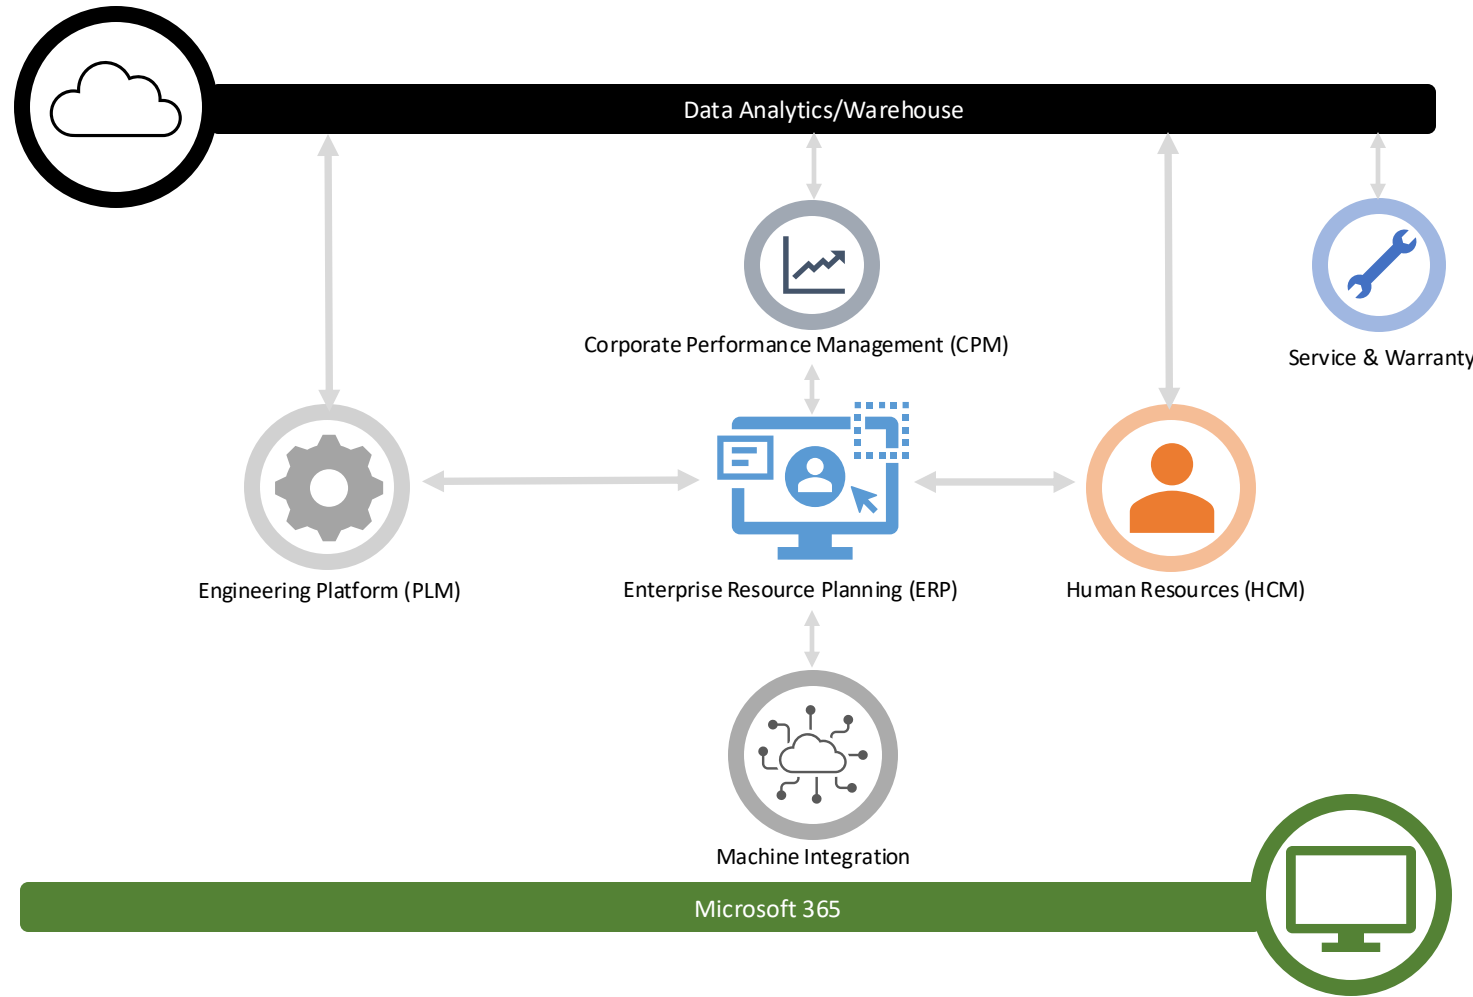 Data Analytics/Warehouse
Corporate Performance Management (CPM)
Service & Warranty
Engineering Platform (PLM)
Enterprise Resource Planning (ERP)
Human Resources (HCM)
Machine Integration
Microsoft 365